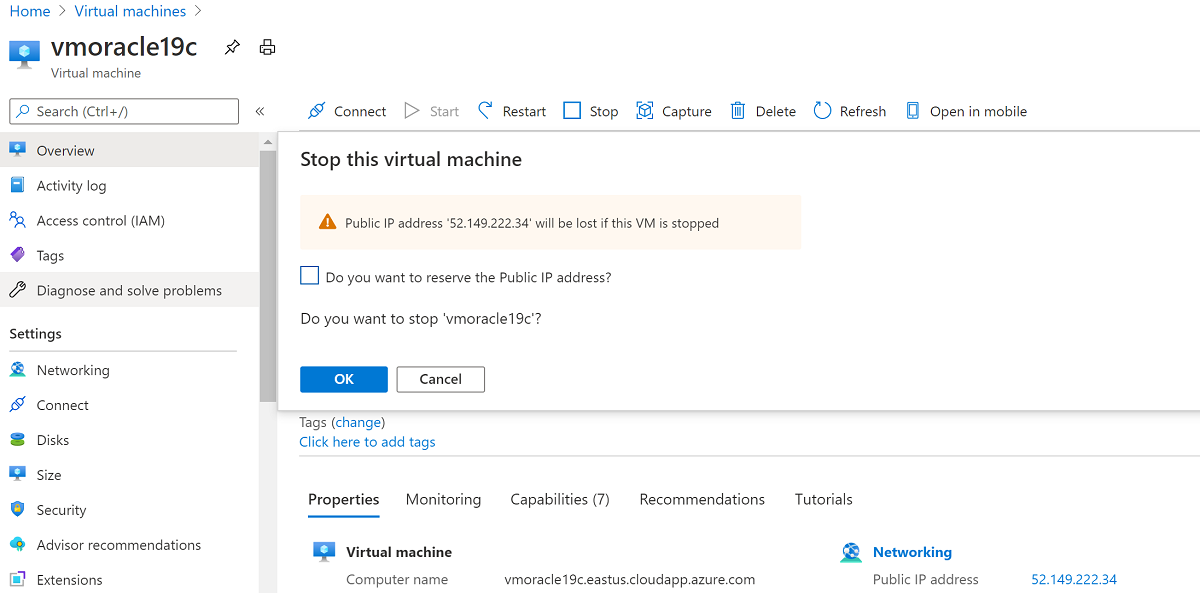 Home > Virtual machines >
vmoracle19c
Virtual machine
Search (Ctrl+/)
«
Connect Start Restart Stop Capture Delete Refresh Open in mobile
Overview
Activity log
Access control (IAM)
Tags
Diagnose and solve problems
Settings
Networking
Connect
Disks
Size
Security
Advisor recommendations
Extensions
Stop this virtual machine
Public IP address '52.149.222.34' will be lost if this VM is stopped
Do you want to reserve the Public IP address?
Do you want to stop 'vmoracle19c'?
OK Cancel
Tags (change)
Click here to add tags
Properties Monitoring Capabilities (7) Recommendations Tutorials
Virtual machine Networking
Computer name vmoracle19c.eastus.cloudapp.azure.com Public IP address 52.149.222.34